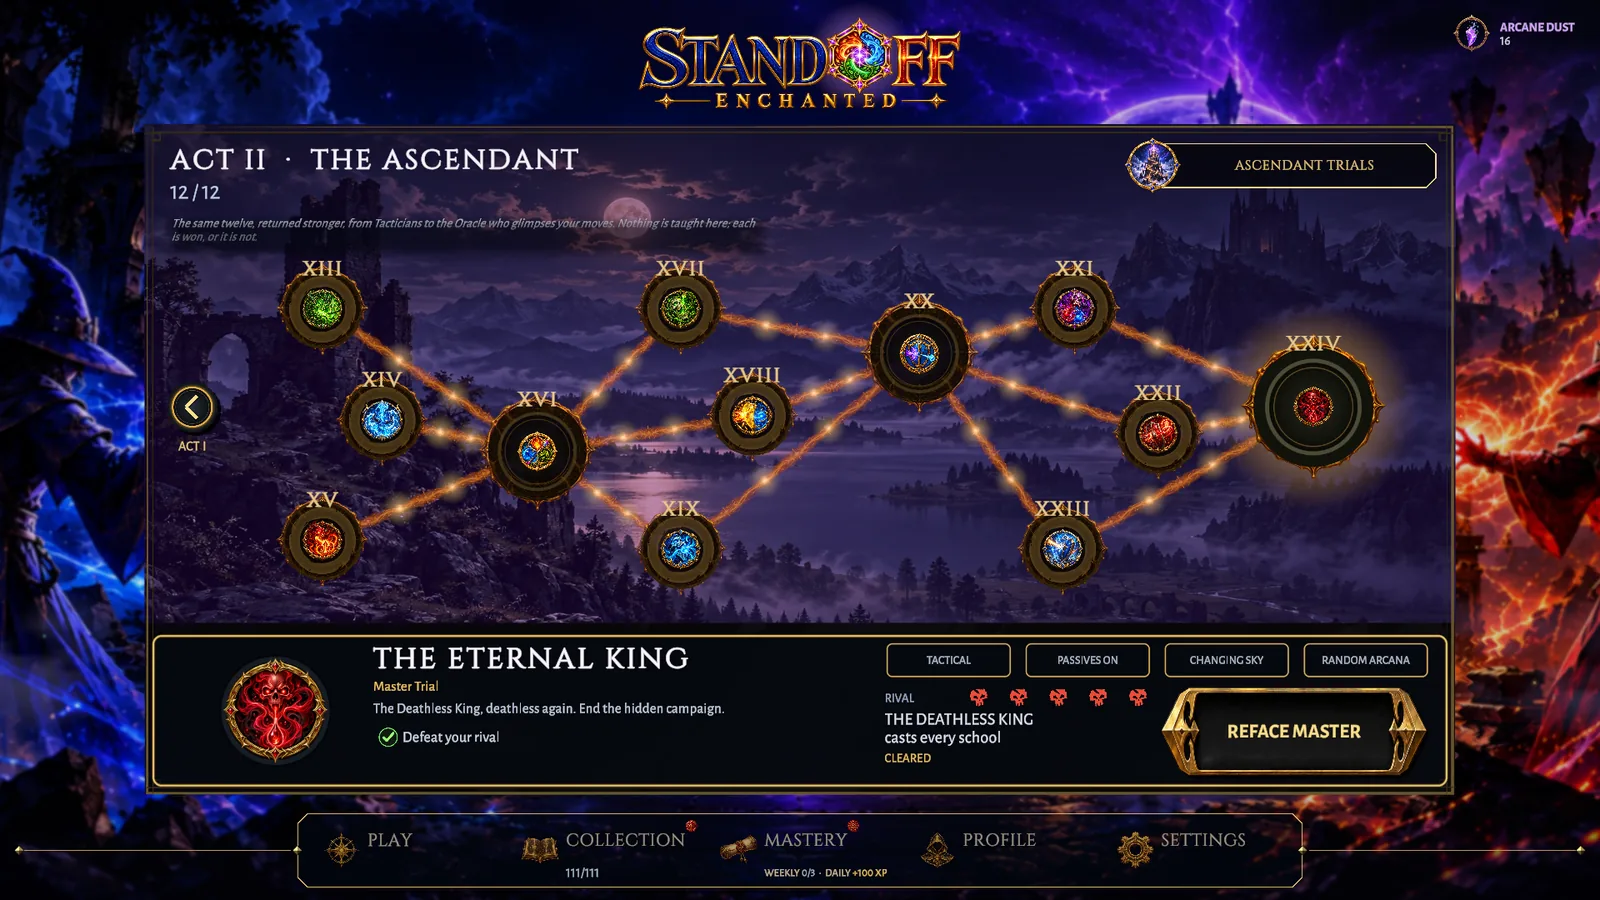 STANDOFF
ENCHANTED
ARCANE DUST
16
ACT II · THE ASCENDANT
12/12
The same twelve, returned stronger, from Tacticians to the Oracle who glimpses your moves. Nothing is taught here; each
is won, or it is not.
ASCENDANT TRIALS
XIII
XVII
XXI
XX
XXIV
XIV
XVIII
XXII
XVI
ACT I
XV
XIX
XXIII
THE ETERNAL KING
Master Trial
The Deathless King, deathless again. End the hidden campaign.
Defeat your rival
TACTICAL
PASSIVES ON
CHANGING SKY
RANDOM ARCANA
RIVAL
THE DEATHLESS KING
casts every school
CLEARED
REFACE MASTER
PLAY
COLLECTION
111/111
MASTERY
WEEKLY 0/3 · DAILY +100 XP
PROFILE
SETTINGS